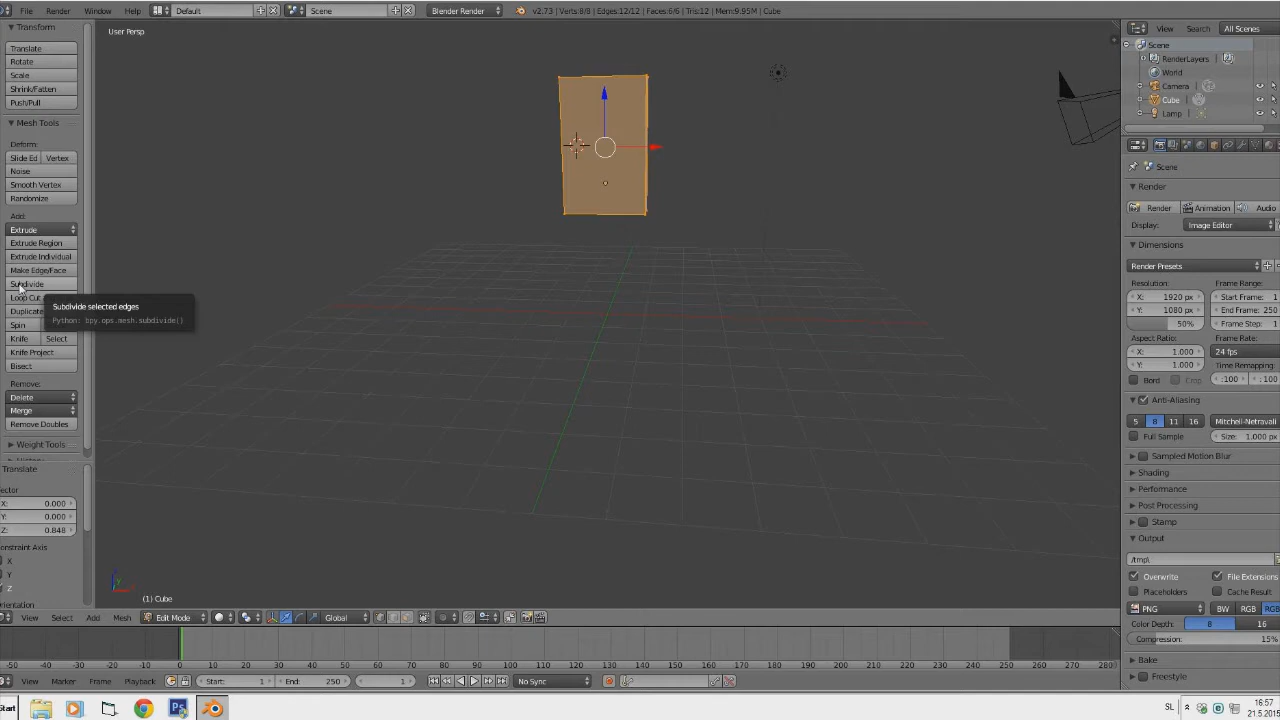 File Render Window Help Default Scene Blender Render v2.73 | Verts:8/8 | Edges:12/12 | Faces:6/6 | Tris:12 | Mem:9.95M | Cube
Transform
Translate
Rotate
Scale
Shrink/Fatten
Push/Pull
Mesh Tools
Deform:
Slide Ed Vertex
Noise
Smooth Vertex
Randomize
Add:
Extrude
Extrude Region
Extrude Individual
Make Edge/Face
Subdivide
Loop Cut
Duplicate
Spin
Knife Select
Knife Project
Bisect
Remove:
Delete
Merge
Remove Doubles
Weight Tools
Translate
X: 0.000
Y: 0.000
Z: 0.848
onstraint Axis
X
Y
Z
User Persp
Subdivide selected edges
Python: bpy.ops.mesh.subdivide()
(1) Cube
View Select Add Mesh Edit Mode Global
-50 -40 -30 -20 -10 0 10 20 30 40 50 60 70 80 90 100 110 120 130 140 150 160 170 180 190 200 210 220 230 240 250 260 270 280
View Marker Frame Playback Start: 1 End: 250 1 No Sync
View Search All Scenes
Scene
RenderLayers
World
Camera
Cube
Lamp
Scene
Render
Render Animation Audio
Display: Image Editor
Dimensions
Render Presets
Resolution: Frame Range:
X: 1920 px Start Frame: 1
Y: 1080 px End Frame: 250
50% Frame Step:
Aspect Ratio: Frame Rate:
X: 1.000 24 fps
Y: 1.000 Time Remapping:
Bord Crop :100 :100
Anti-Aliasing
5 8 11 16 Mitchell-Netravali
Full Sample Size: 1.000 px
Sampled Motion Blur
Shading
Performance
Post Processing
Stamp
Output
/tmp\
Overwrite File Extensions
Placeholders Cache Result
PNG BW RGB RGB
Color Depth: 8 16
Compression: 15%
Bake
Freestyle
Start SL 16:57
21.5.2015